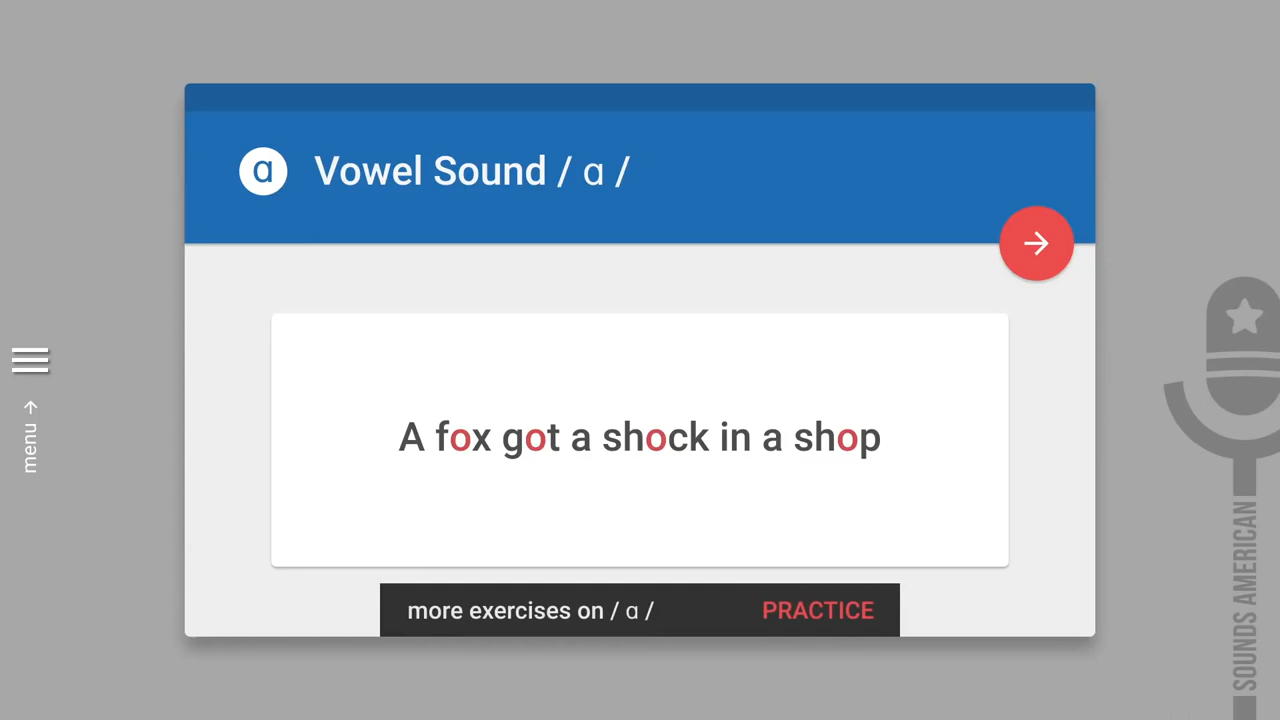 ɑ
Vowel Sound / ɑ /
A fox got a shock in a shop
more exercises on / ɑ / PRACTICE
menu →
SOUNDS AMERICAN